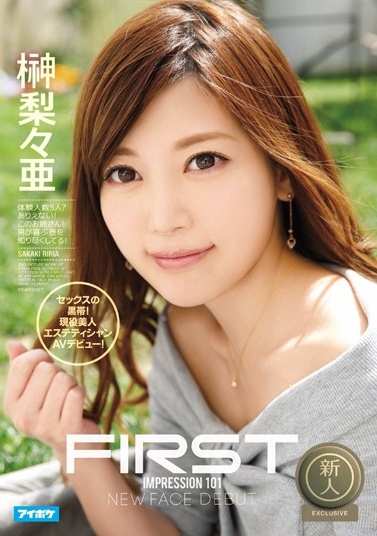 榊梨々亜
体験人数5人?
ありえない!
このお姉さん!
男が喜ぶ壺を
知り尽くしてる!
SAKAKI RIRIA
セックスの
黒帯!
現役美人
エステティシャン
AVデビュー!
FIRST
IMPRESSION 101
NEW FACE DEBUT
新人
EXCLUSIVE
アイポケ